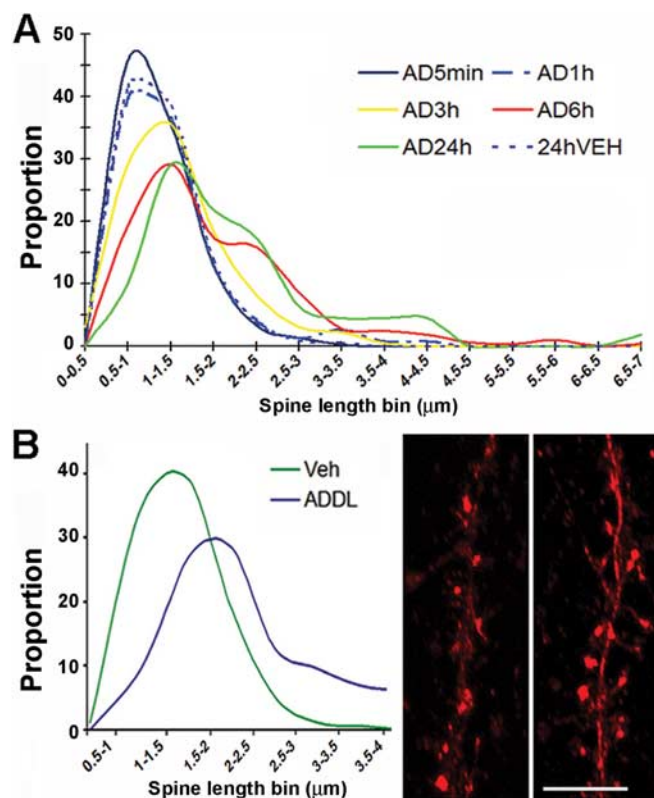 A
50
40
30
20
10
0
Proportion
AD5min AD1h
AD3h AD6h
AD24h 24hVEH
0-0.5 0.5-1 1-1.5 1.5-2 2-2.5 2.5-3 3-3.5 3.5-4 4-4.5 4.5-5 5-5.5 5.5-6 6-6.5 6.5-7
Spine length bin (μm)
B
40
30
20
10
0
Proportion
Veh
ADDL
0.5-1 1-1.5 1.5-2 2-2.5 2.5-3 3-3.5 3.5-4
Spine length bin (μm)